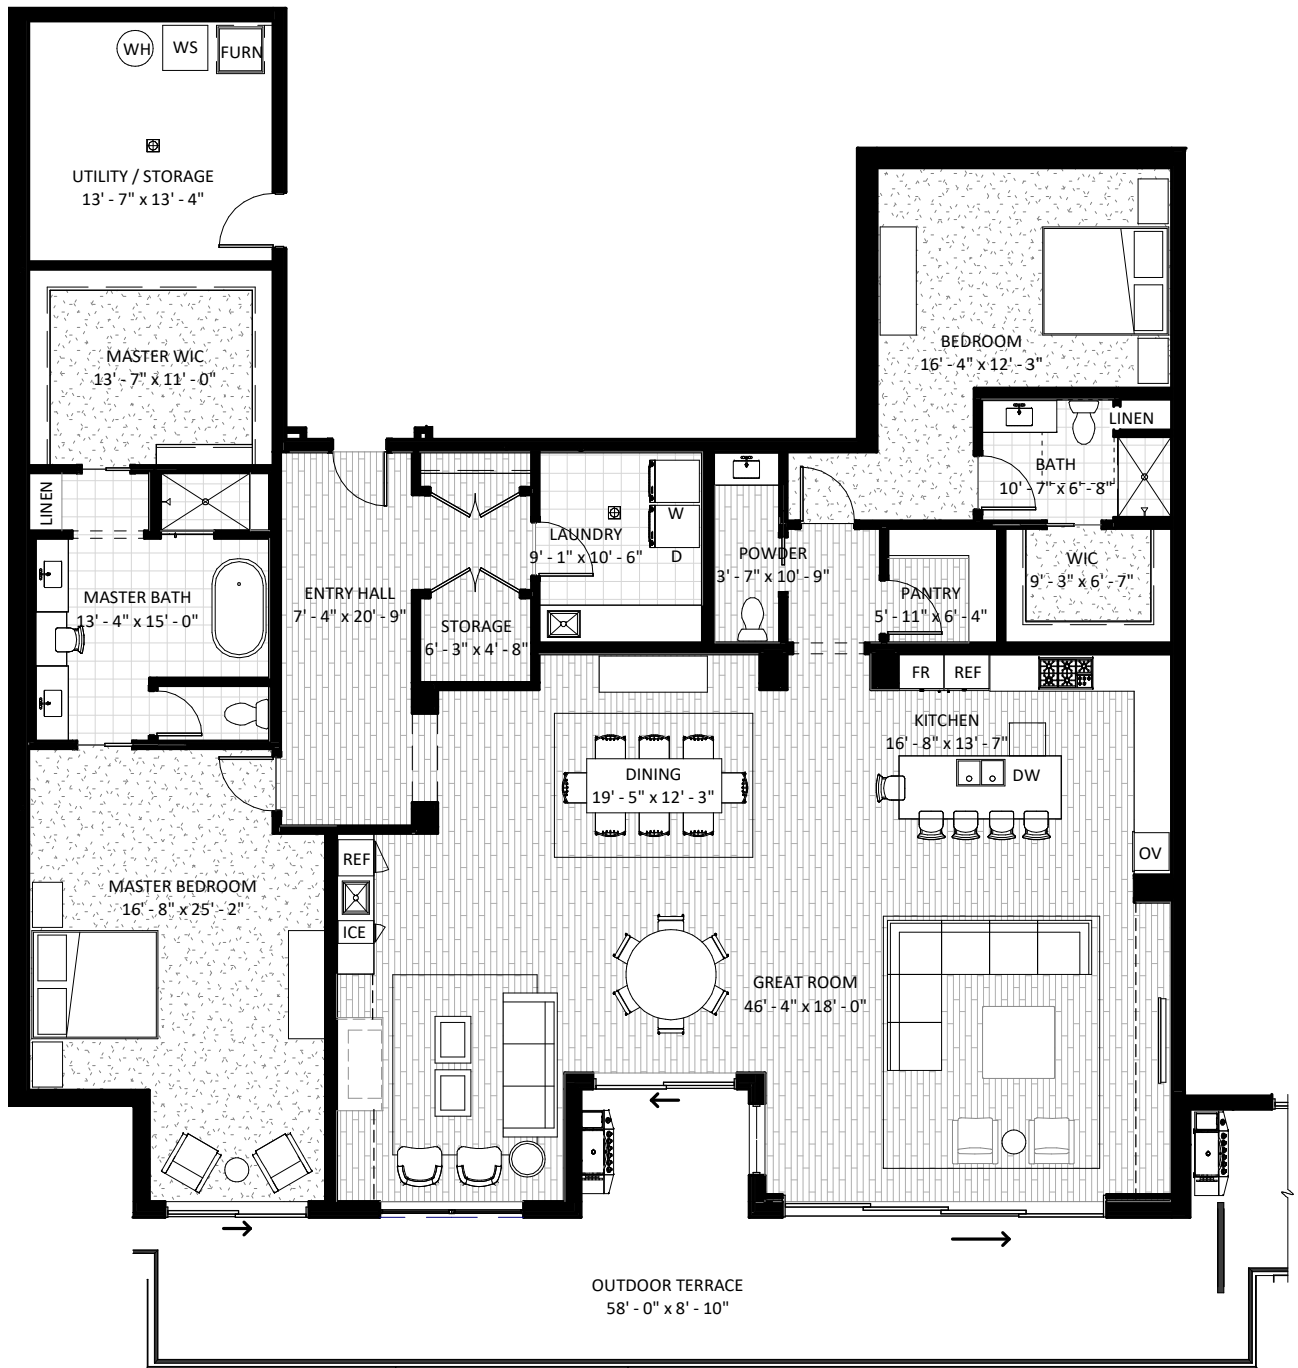 WH
WS
FURN
UTILITY / STORAGE
13' - 7" x 13' - 4"
MASTER WIC
13' - 7" x 11' - 0"
BEDROOM
16' - 4" x 12' - 3"
LINEN
BATH
10' - 7" x 6' - 8"
LINEN
W
D
LAUNDRY
9' - 1" x 10' - 6"
POWDER
3' - 7" x 10' - 9"
WIC
9' - 3" x 6' - 7"
MASTER BATH
13' - 4" x 15' - 0"
ENTRY HALL
7' - 4" x 20' - 9"
PANTRY
5' - 11" x 6' - 4"
STORAGE
6' - 3" x 4' - 8"
FR
REF
KITCHEN
16' - 8" x 13' - 7"
DINING
19' - 5" x 12' - 3"
DW
OV
REF
MASTER BEDROOM
16' - 8" x 25' - 2"
ICE
GREAT ROOM
46' - 4" x 18' - 0"
OUTDOOR TERRACE
58' - 0" x 8' - 10"